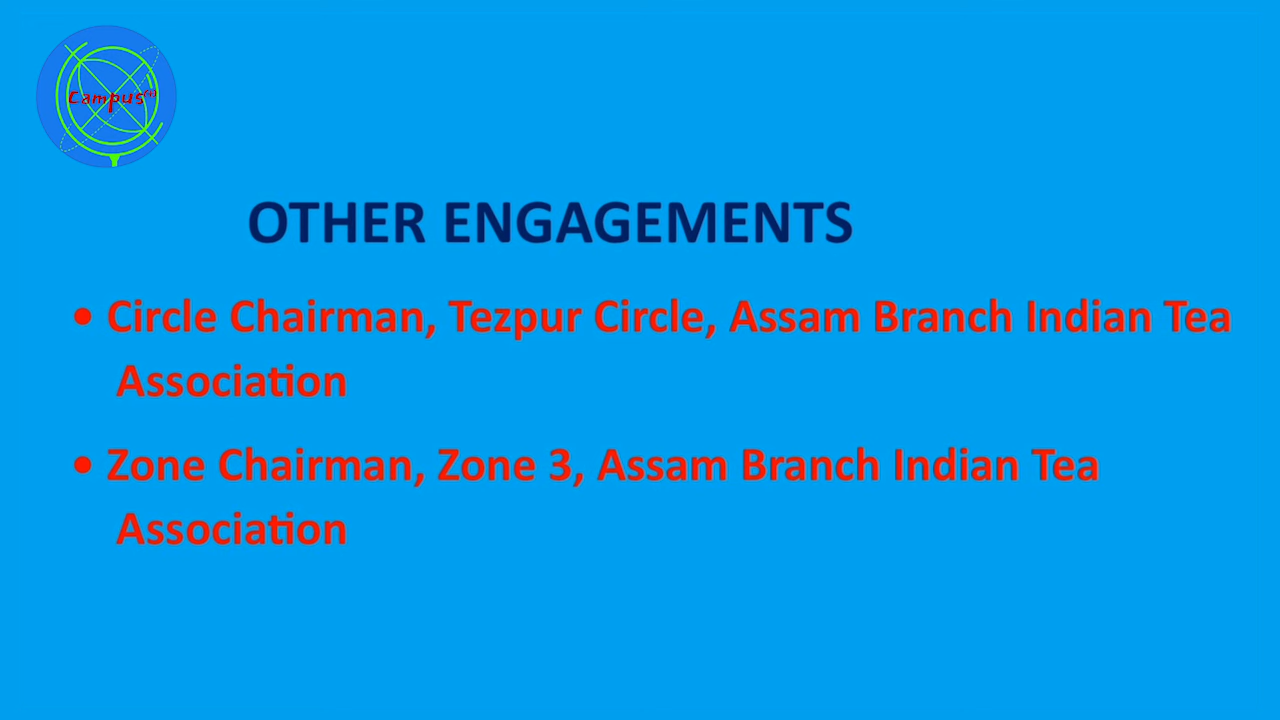 Campus(+)
OTHER ENGAGEMENTS
• Circle Chairman, Tezpur Circle, Assam Branch Indian Tea
Association
• Zone Chairman, Zone 3, Assam Branch Indian Tea
Association